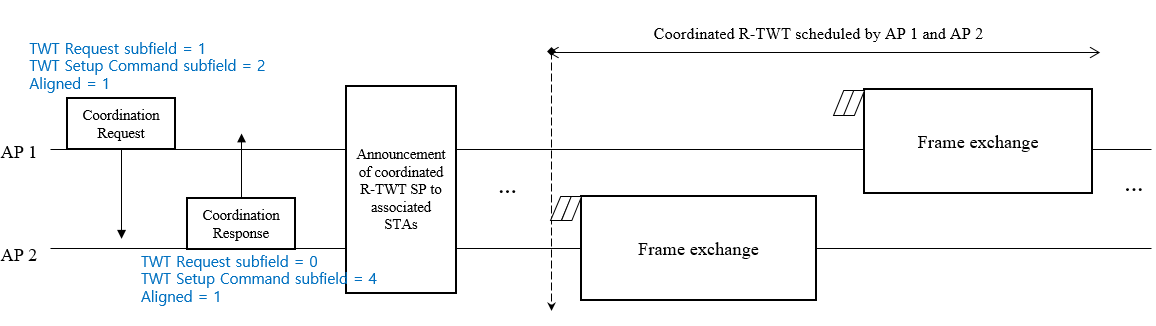 Coordinated R-TWT scheduled by AP 1 and AP 2
TWT Request subfield = 1
TWT Setup Command subfield = 2
Aligned = 1
Coordination
Request
AP 1
Announcement
of coordinated
R-TWT SP to
associated
STAs
...
Frame exchange
...
Coordination
Response
AP 2
Frame exchange
TWT Request subfield = 0
TWT Setup Command subfield = 4
Aligned = 1